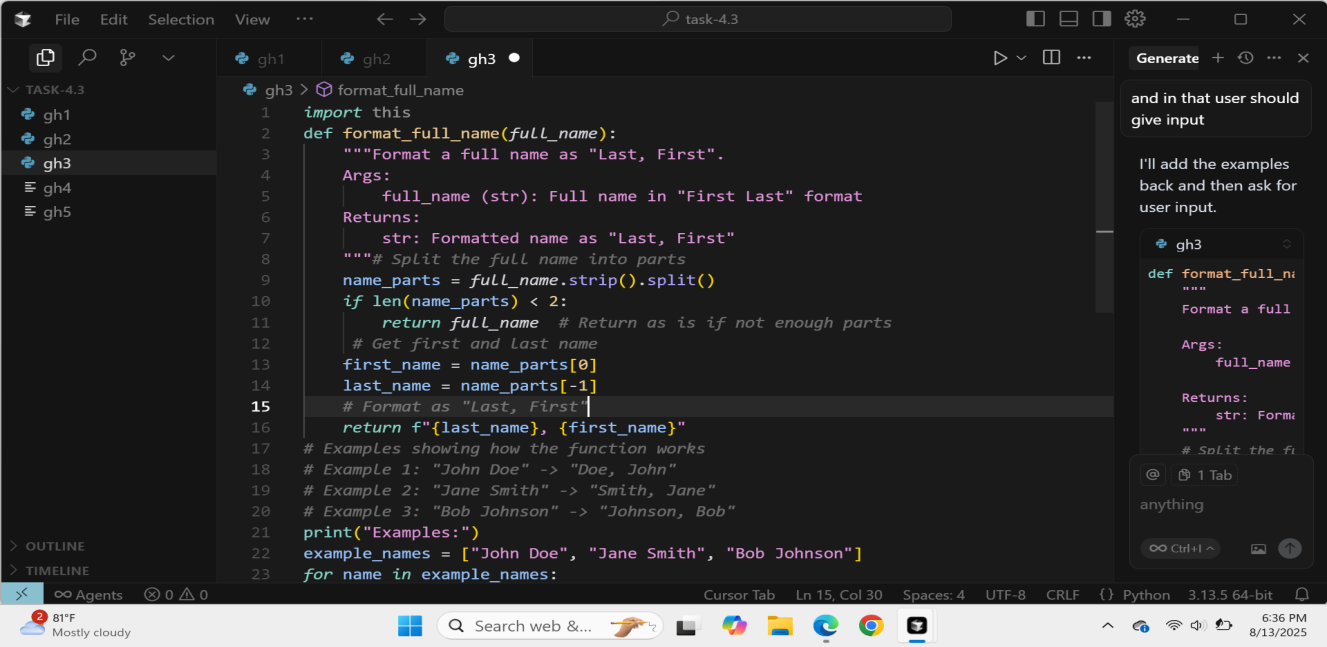 File Edit Selection View ··· task-4.3
gh1 gh2 gh3
Generate
TASK-4.3
gh1
gh2
gh3
gh4
gh5
OUTLINE
TIMELINE
gh3 > format_full_name
1 import this
2 def format_full_name(full_name):
3 """Format a full name as "Last, First".
4 Args:
5 full_name (str): Full name in "First Last" format
6 Returns:
7 str: Formatted name as "Last, First"
8 """# Split the full name into parts
9 name_parts = full_name.strip().split()
10 if len(name_parts) < 2:
11 return full_name # Return as is if not enough parts
12 # Get first and last name
13 first_name = name_parts[0]
14 last_name = name_parts[-1]
15 # Format as "Last, First"
16 return f"{last_name}, {first_name}"
17 # Examples showing how the function works
18 # Example 1: "John Doe" -> "Doe, John"
19 # Example 2: "Jane Smith" -> "Smith, Jane"
20 # Example 3: "Bob Johnson" -> "Johnson, Bob"
21 print("Examples:")
22 example_names = ["John Doe", "Jane Smith", "Bob Johnson"]
23 for name in example_names:
and in that user should
give input
I'll add the examples
back and then ask for
user input.
gh3
def format_full_na
"""
Format a full
Args:
full_name
Returns:
str: Forma
"""
# Split the fu
@ 1 Tab
anything
Ctrl+I
Agents 0 0 Cursor Tab Ln 15, Col 30 Spaces: 4 UTF-8 CRLF {} Python 3.13.5 64-bit
2
81°F
Mostly cloudy
Search web &...
6:36 PM
8/13/2025